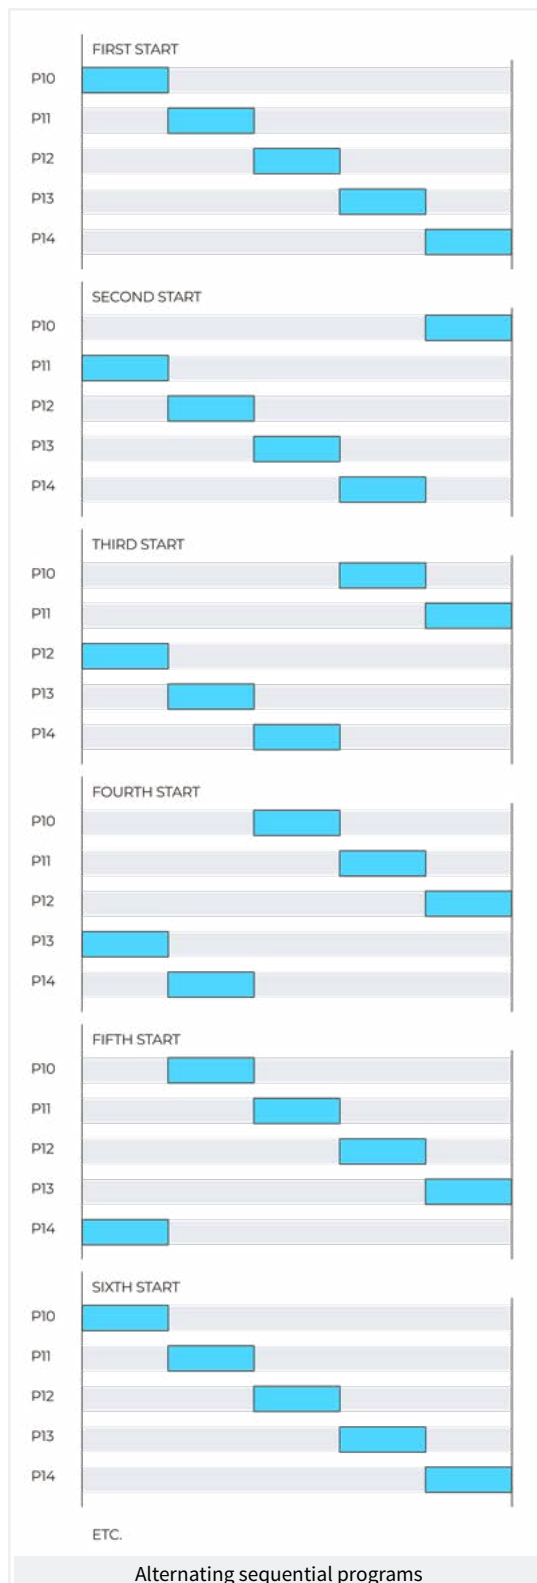 FIRST START
P10
P11
P12
P13
P14
SECOND START
P10
P11
P12
P13
P14
THIRD START
P10
P11
P12
P13
P14
FOURTH START
P10
P11
P12
P13
P14
FIFTH START
P10
P11
P12
P13
P14
SIXTH START
P10
P11
P12
P13
P14
ETC.
Alternating sequential programs